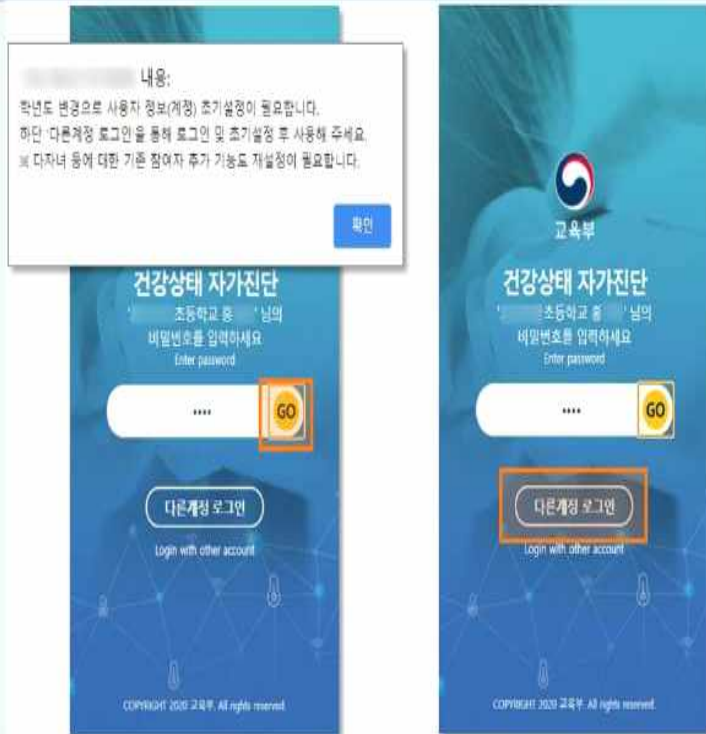 내용:
학년도 변경으로 사용자 정보(계정) 초기설정이 필요합니다.
하단 '다른계정 로그인'을 통해 로그인 및 초기설정 후 사용해 주세요.
※ 다자녀 등에 대한 기존 참여자 추가 기능도 재설정이 필요합니다.
확인
건강상태 자가진단
' 초등학교 홍 ' 님의
비밀번호를 입력하세요
Enter password
GO
다른계정 로그인
Login with other account
COPYRIGHT 2020 교육부. All rights reserved.
교육부
건강상태 자가진단
' 초등학교 홍 ' 님의
비밀번호를 입력하세요
Enter password
GO
다른계정 로그인
Login with other account
COPYRIGHT 2020 교육부. All rights reserved.